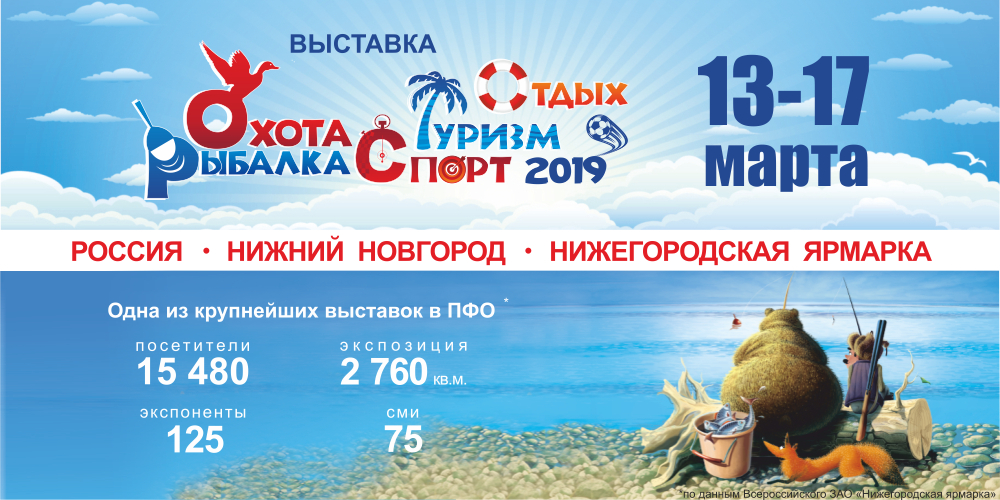 ВЫСТАВКА
ОТДЫХ
ОХОТА ТУРИЗМ
РЫБАЛКА СПОРТ 2019
13-17
марта
РОССИЯ • НИЖНИЙ НОВГОРОД • НИЖЕГОРОДСКАЯ ЯРМАРКА
Одна из крупнейших выставок в ПФО *
посетители
15 480
экспозиция
2 760 кв.м.
экспоненты
125
сми
75
*по данным Всероссийского ЗАО «Нижегородская ярмарка»